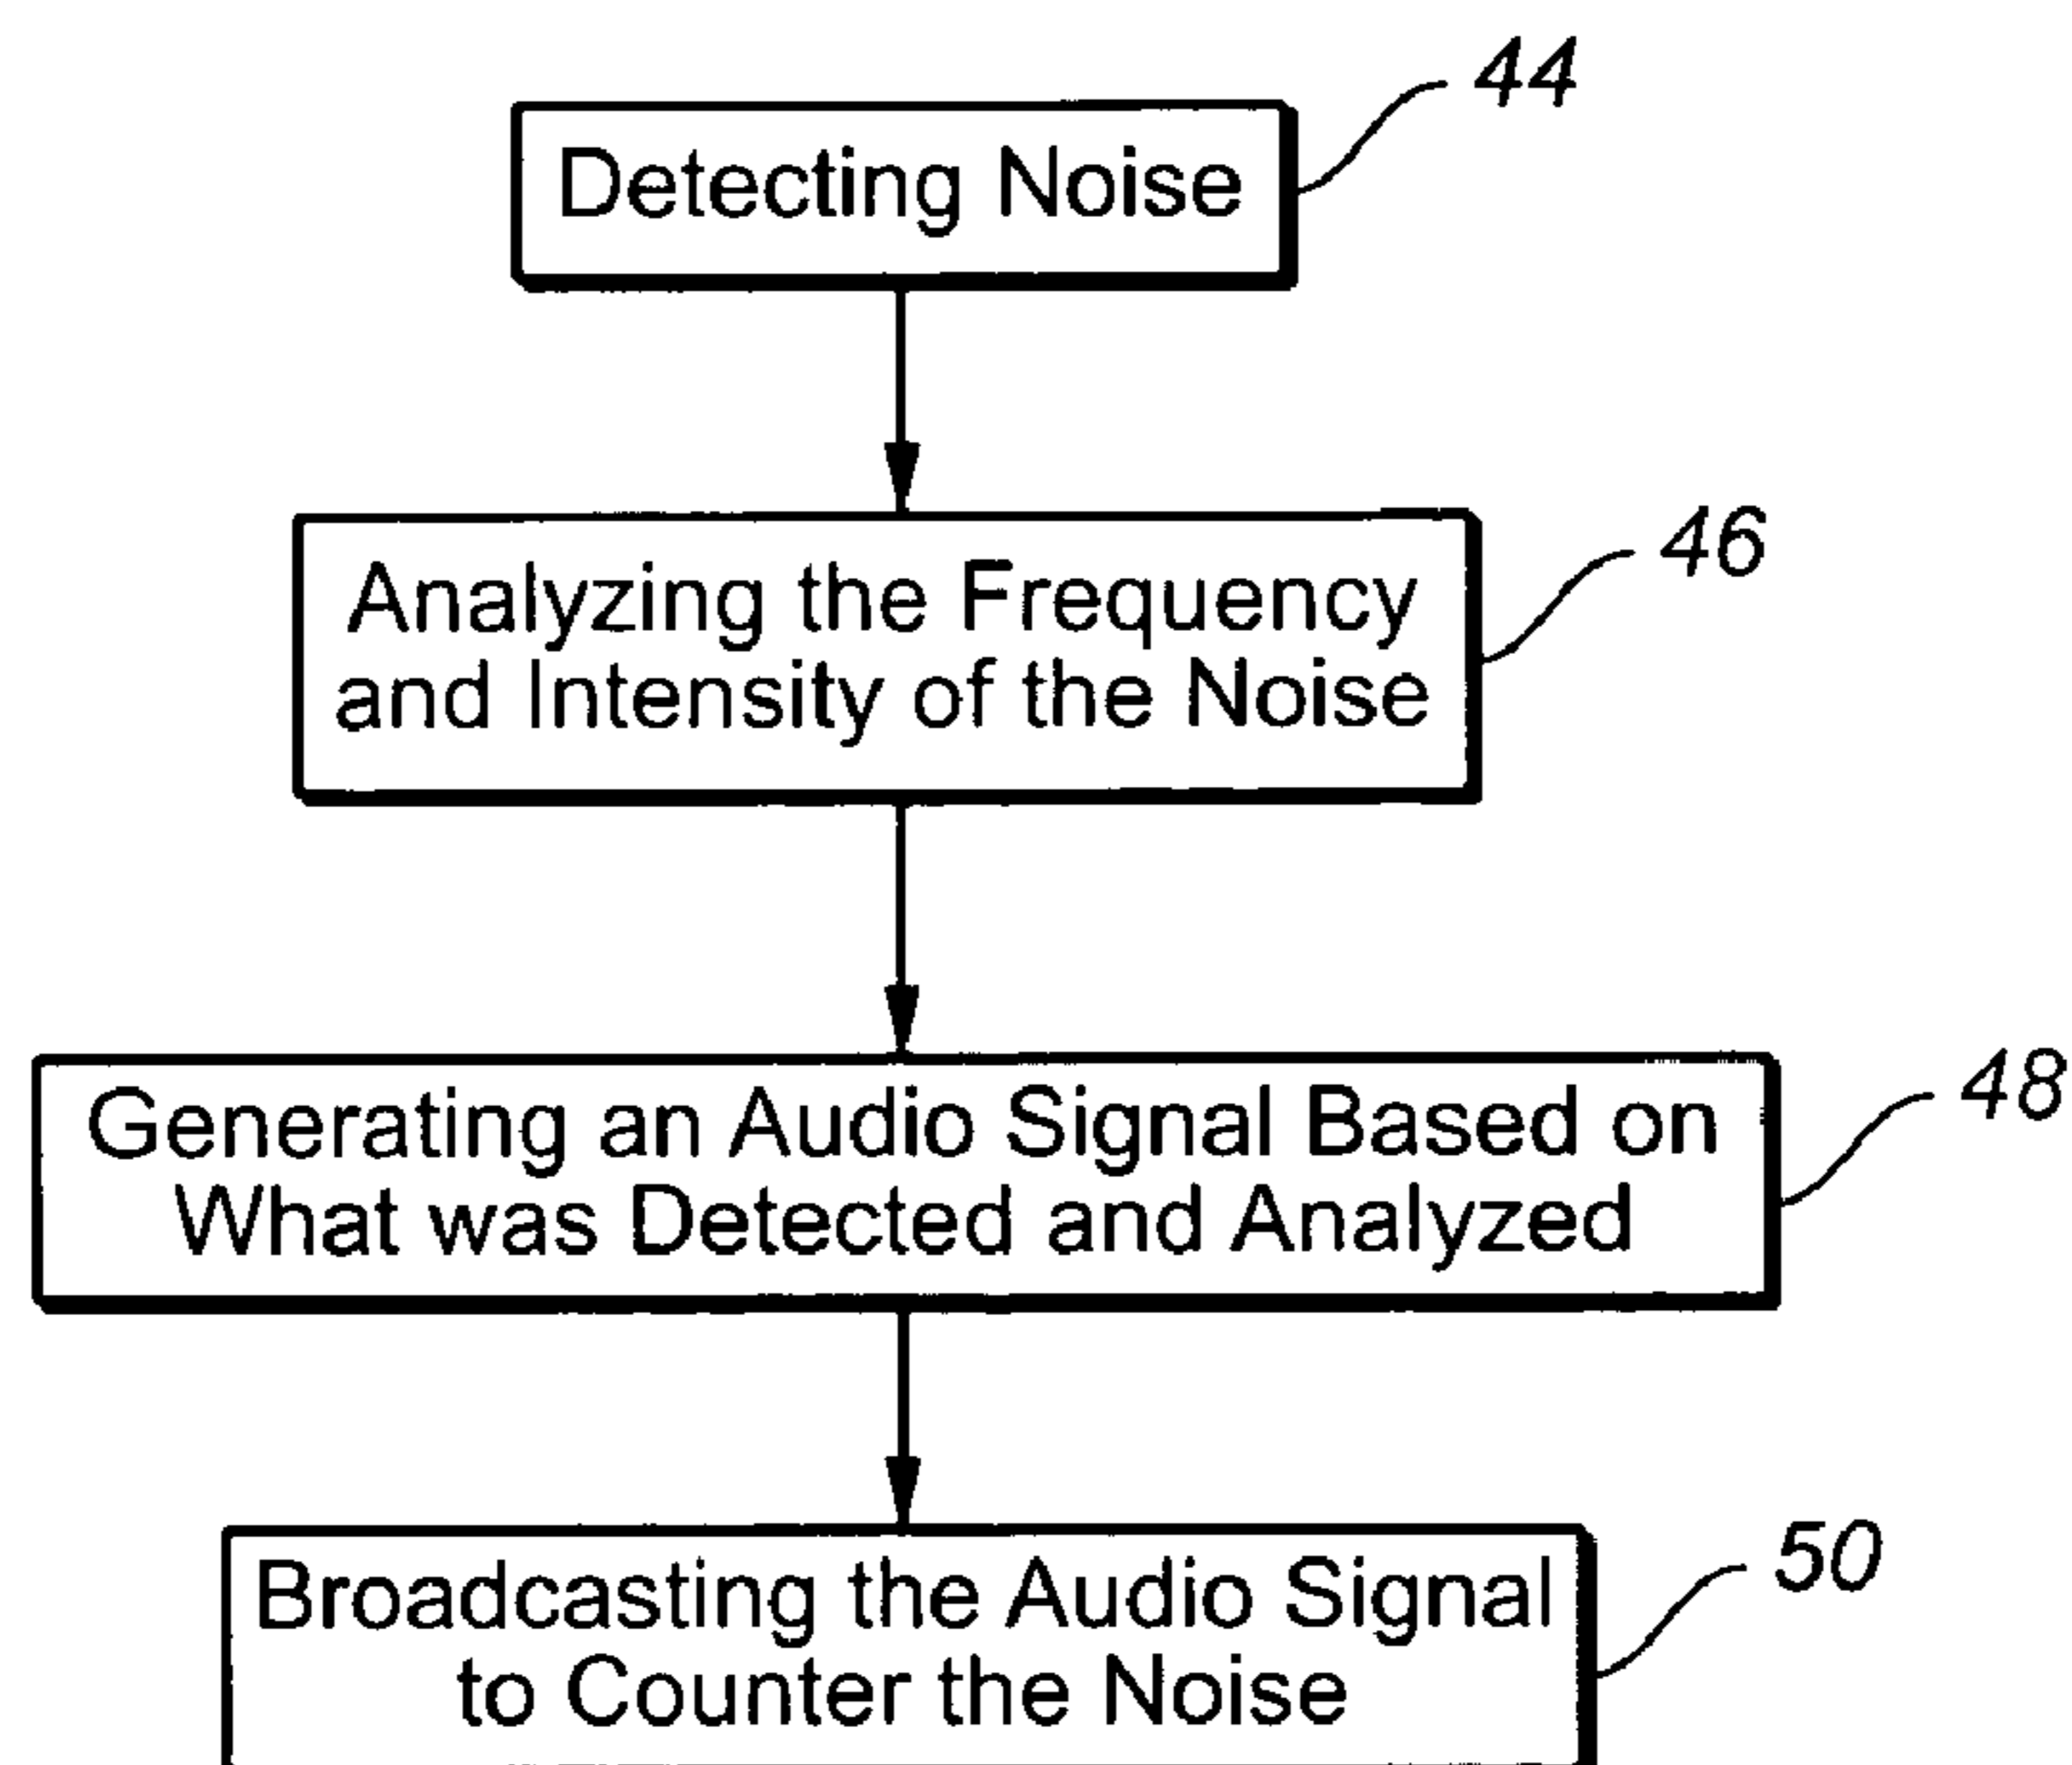 44
Detecting Noise
46
Analyzing the Frequency
and Intensity of the Noise
48
Generating an Audio Signal Based on
What was Detected and Analyzed
50
Broadcasting the Audio Signal
to Counter the Noise